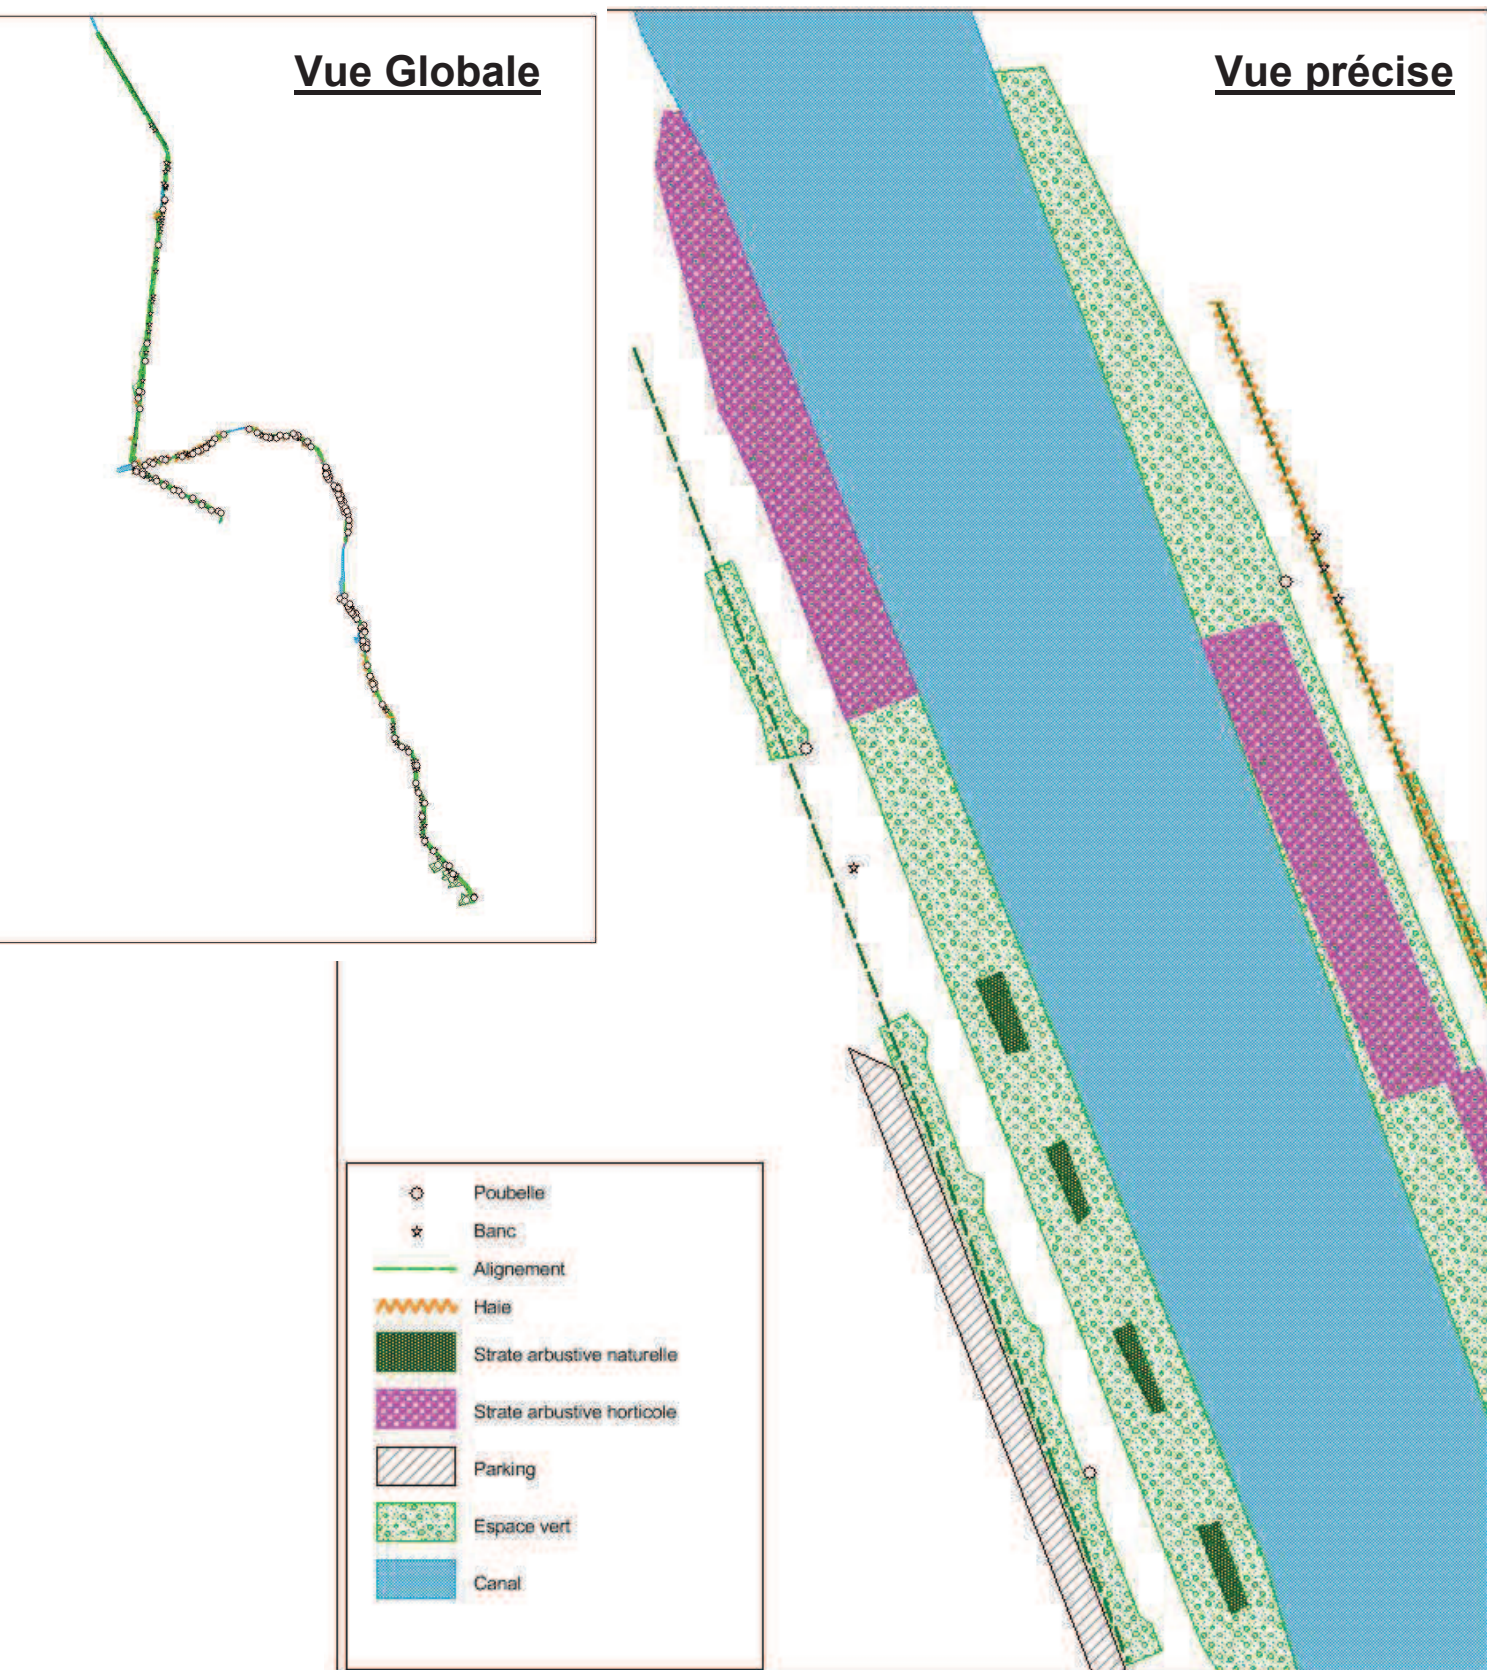 Vue Globale
Vue précise
Poubelle
Banc
Alignement
Haie
Strate arbustive naturelle
Strate arbustive horticole
Parking
Espace vert
Canal